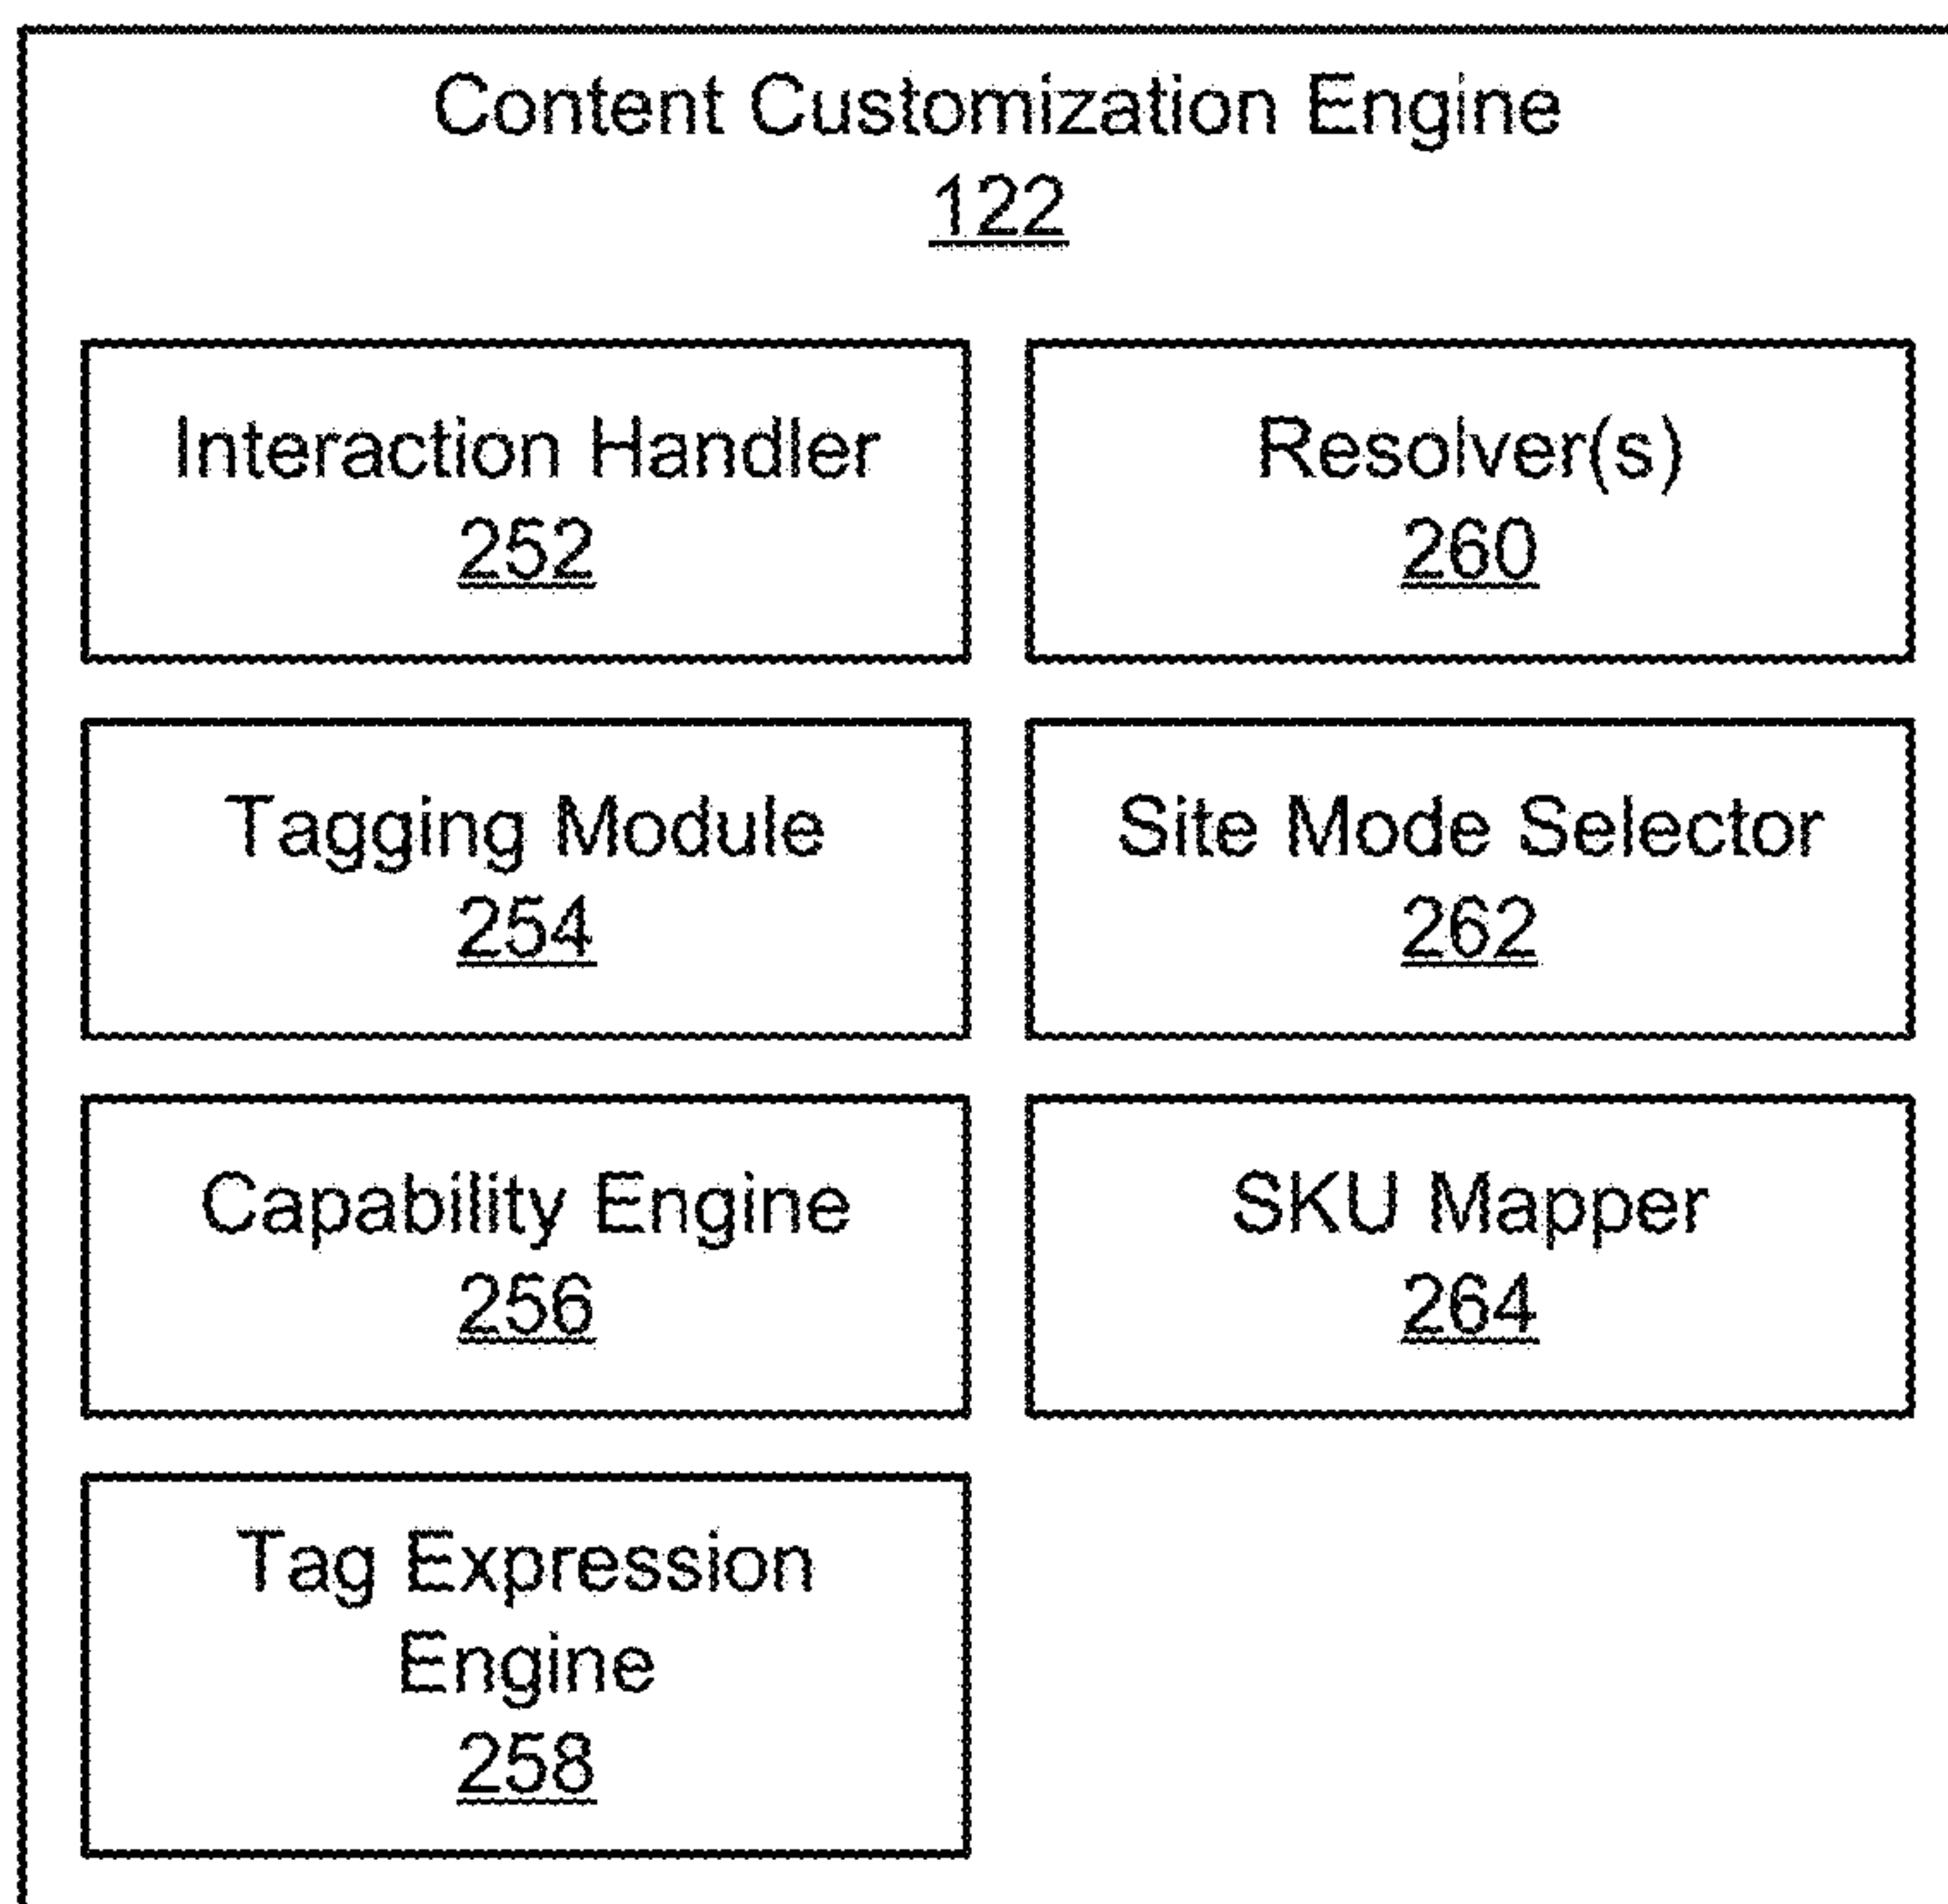 Content Customization Engine
122
Interaction Handler
252
Resolver(s)
260
Tagging Module
254
Site Mode Selector
262
Capability Engine
256
SKU Mapper
264
Tag Expression
Engine
258